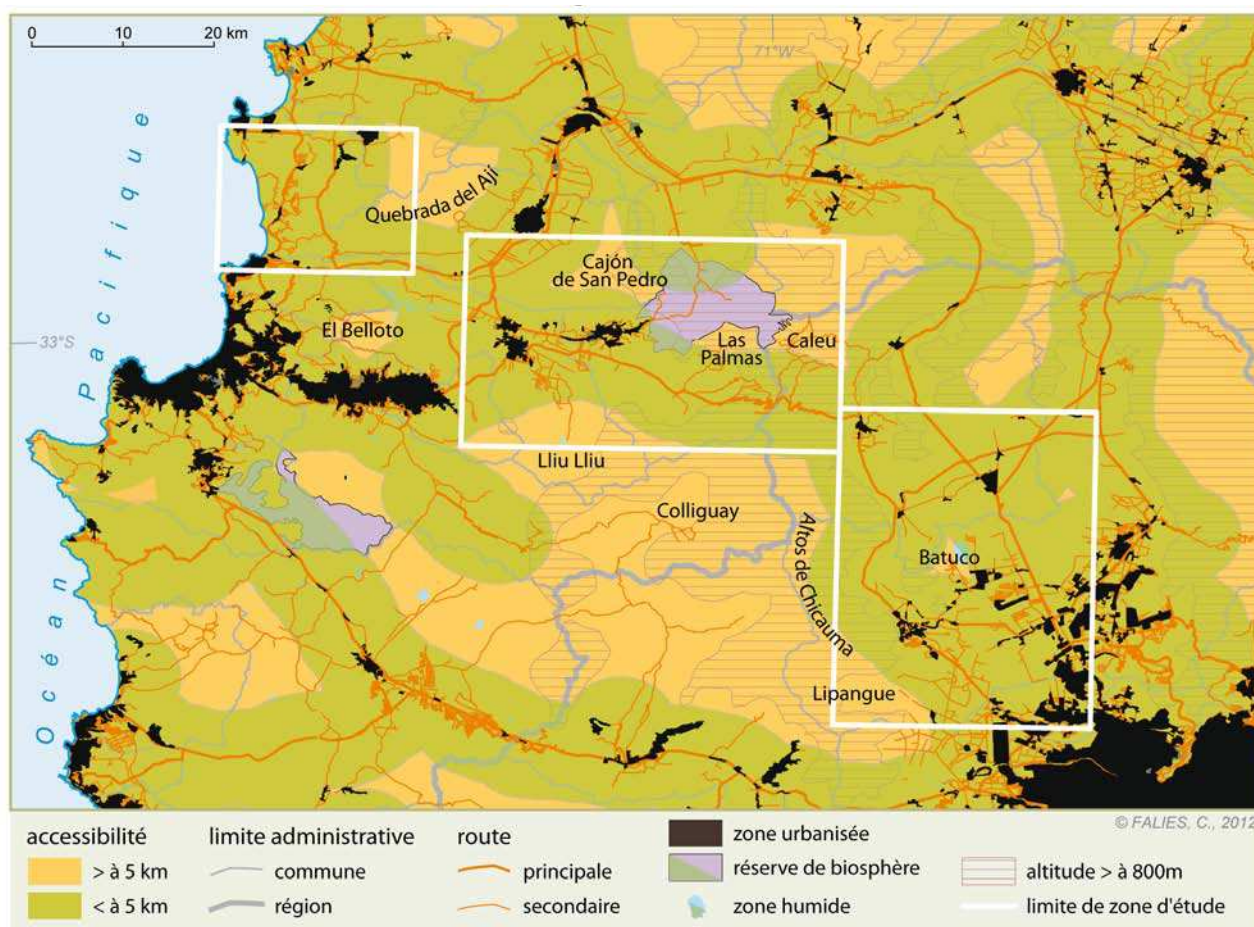 0 10 20 km
71°W
Océan Pacifique
Quebrada del Ají
Cajón
de San Pedro
El Belloto
33°S
Las
Palmas
Caleu
Lliu Lliu
Colliguay
Altos de Chicauma
Batuco
Lipangue
© FALIES, C., 2012
accessibilité
> à 5 km
< à 5 km
limite administrative
commune
région
route
principale
secondaire
zone urbanisée
réserve de biosphère
zone humide
altitude > à 800m
limite de zone d'étude